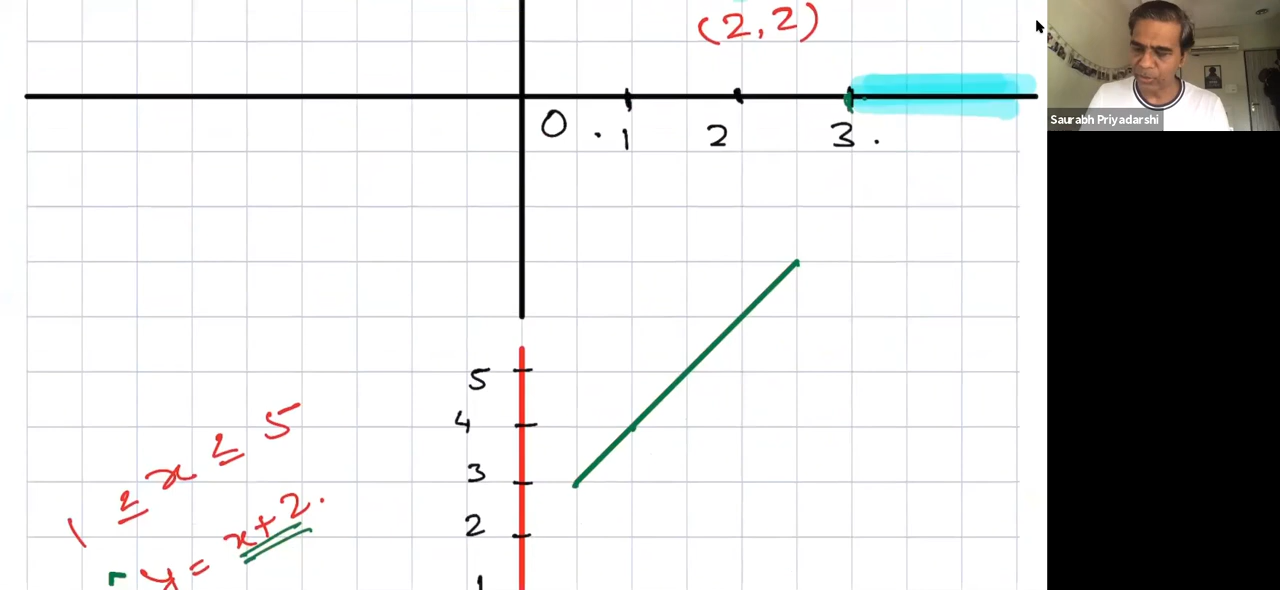 (2,2)
Saurabh Priyadarshi
0 . 1 2 3 .
5
4
3
2
1
1 ≤ x ≤ 5
y = x+2.